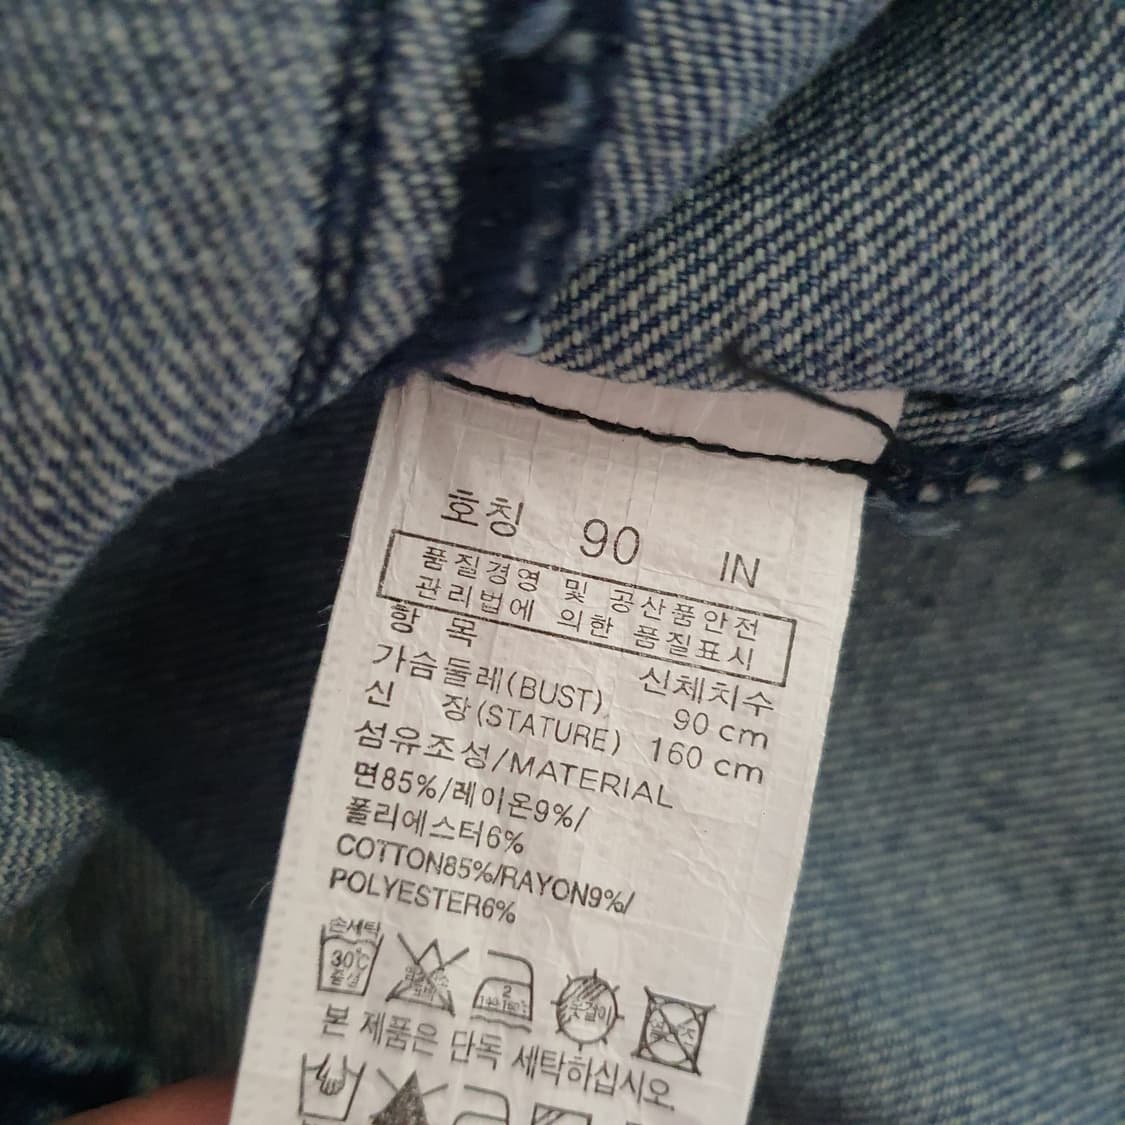 호칭 90 IN
품질경영 및 공산품안전
관리법에 의한 품질표시
항 목 신체치수
가슴둘레(BUST) 90 cm
신 장(STATURE) 160 cm
섬유조성/MATERIAL
면85%/레이온9%/
폴리에스터6%
COTTON85%/RAYON9%/
POLYESTER6%
손세탁
30℃
중성
2
옷걸이
본 제품은 단독 세탁하십시오.